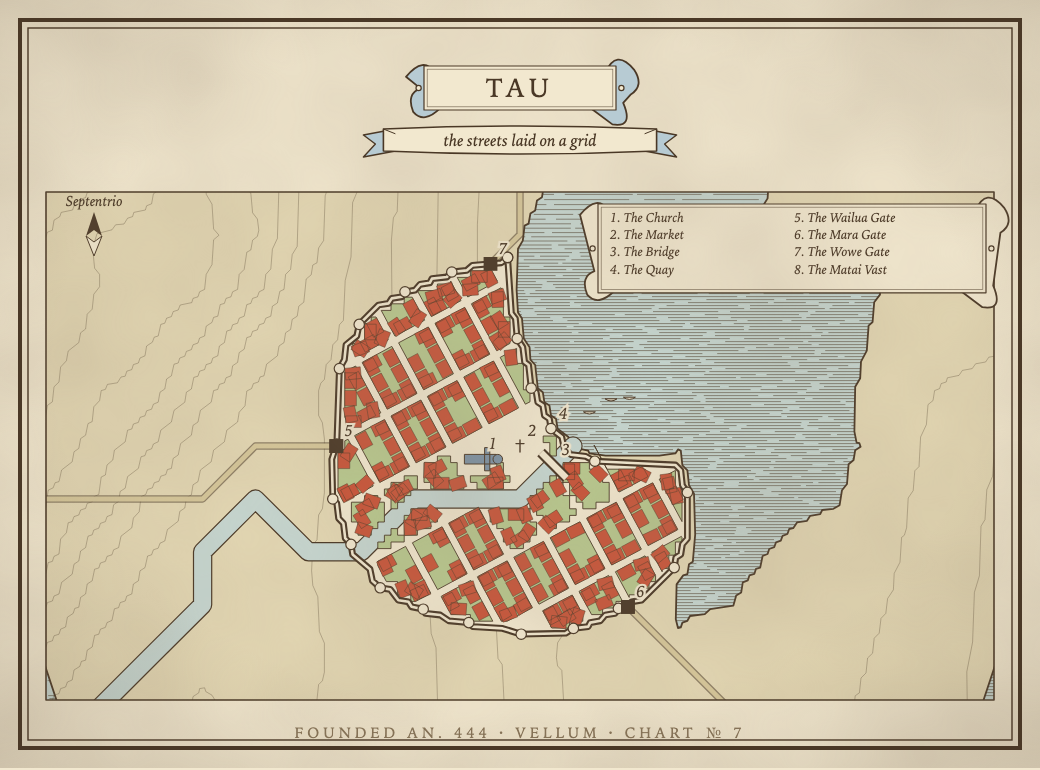 TAU
the streets laid on a grid
Septentrio
1. The Church
2. The Market
3. The Bridge
4. The Quay
5. The Wailua Gate
6. The Mara Gate
7. The Wowe Gate
8. The Matai Vast
7
4
5
2
1
3
6
FOUNDED AN. 444 · VELLUM · CHART № 7